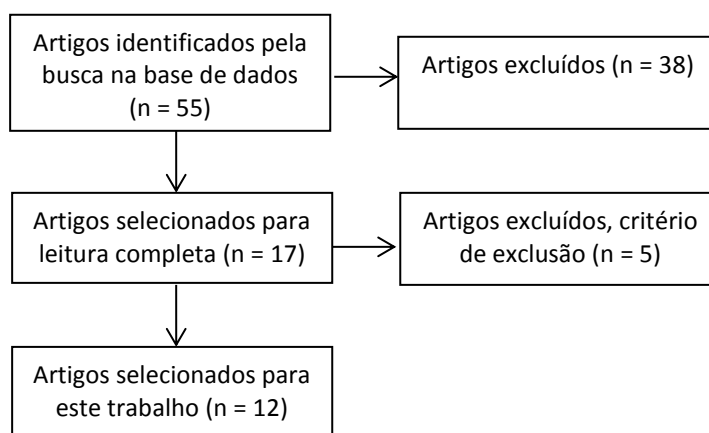 Artigos identificados pela
busca na base de dados
(n = 55)
Artigos excluídos (n = 38)
Artigos selecionados para
leitura completa (n = 17)
Artigos excluídos, critério
de exclusão (n = 5)
Artigos selecionados para
este trabalho (n = 12)